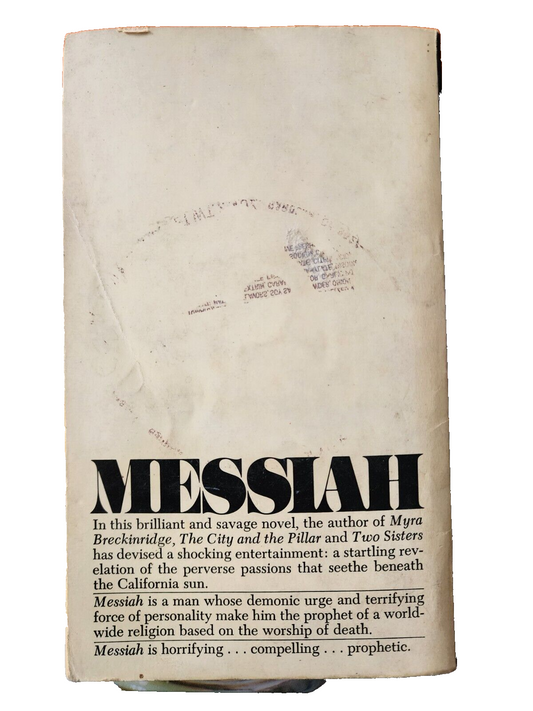 MESSIAH
In this brilliant and savage novel, the author of Myra
Breckinridge, The City and the Pillar and Two Sisters
has devised a shocking entertainment: a startling rev-
elation of the perverse passions that seethe beneath
the California sun.
Messiah is a man whose demonic urge and terrifying
force of personality make him the prophet of a world-
wide religion based on the worship of death.
Messiah is horrifying . . . compelling . . . prophetic.